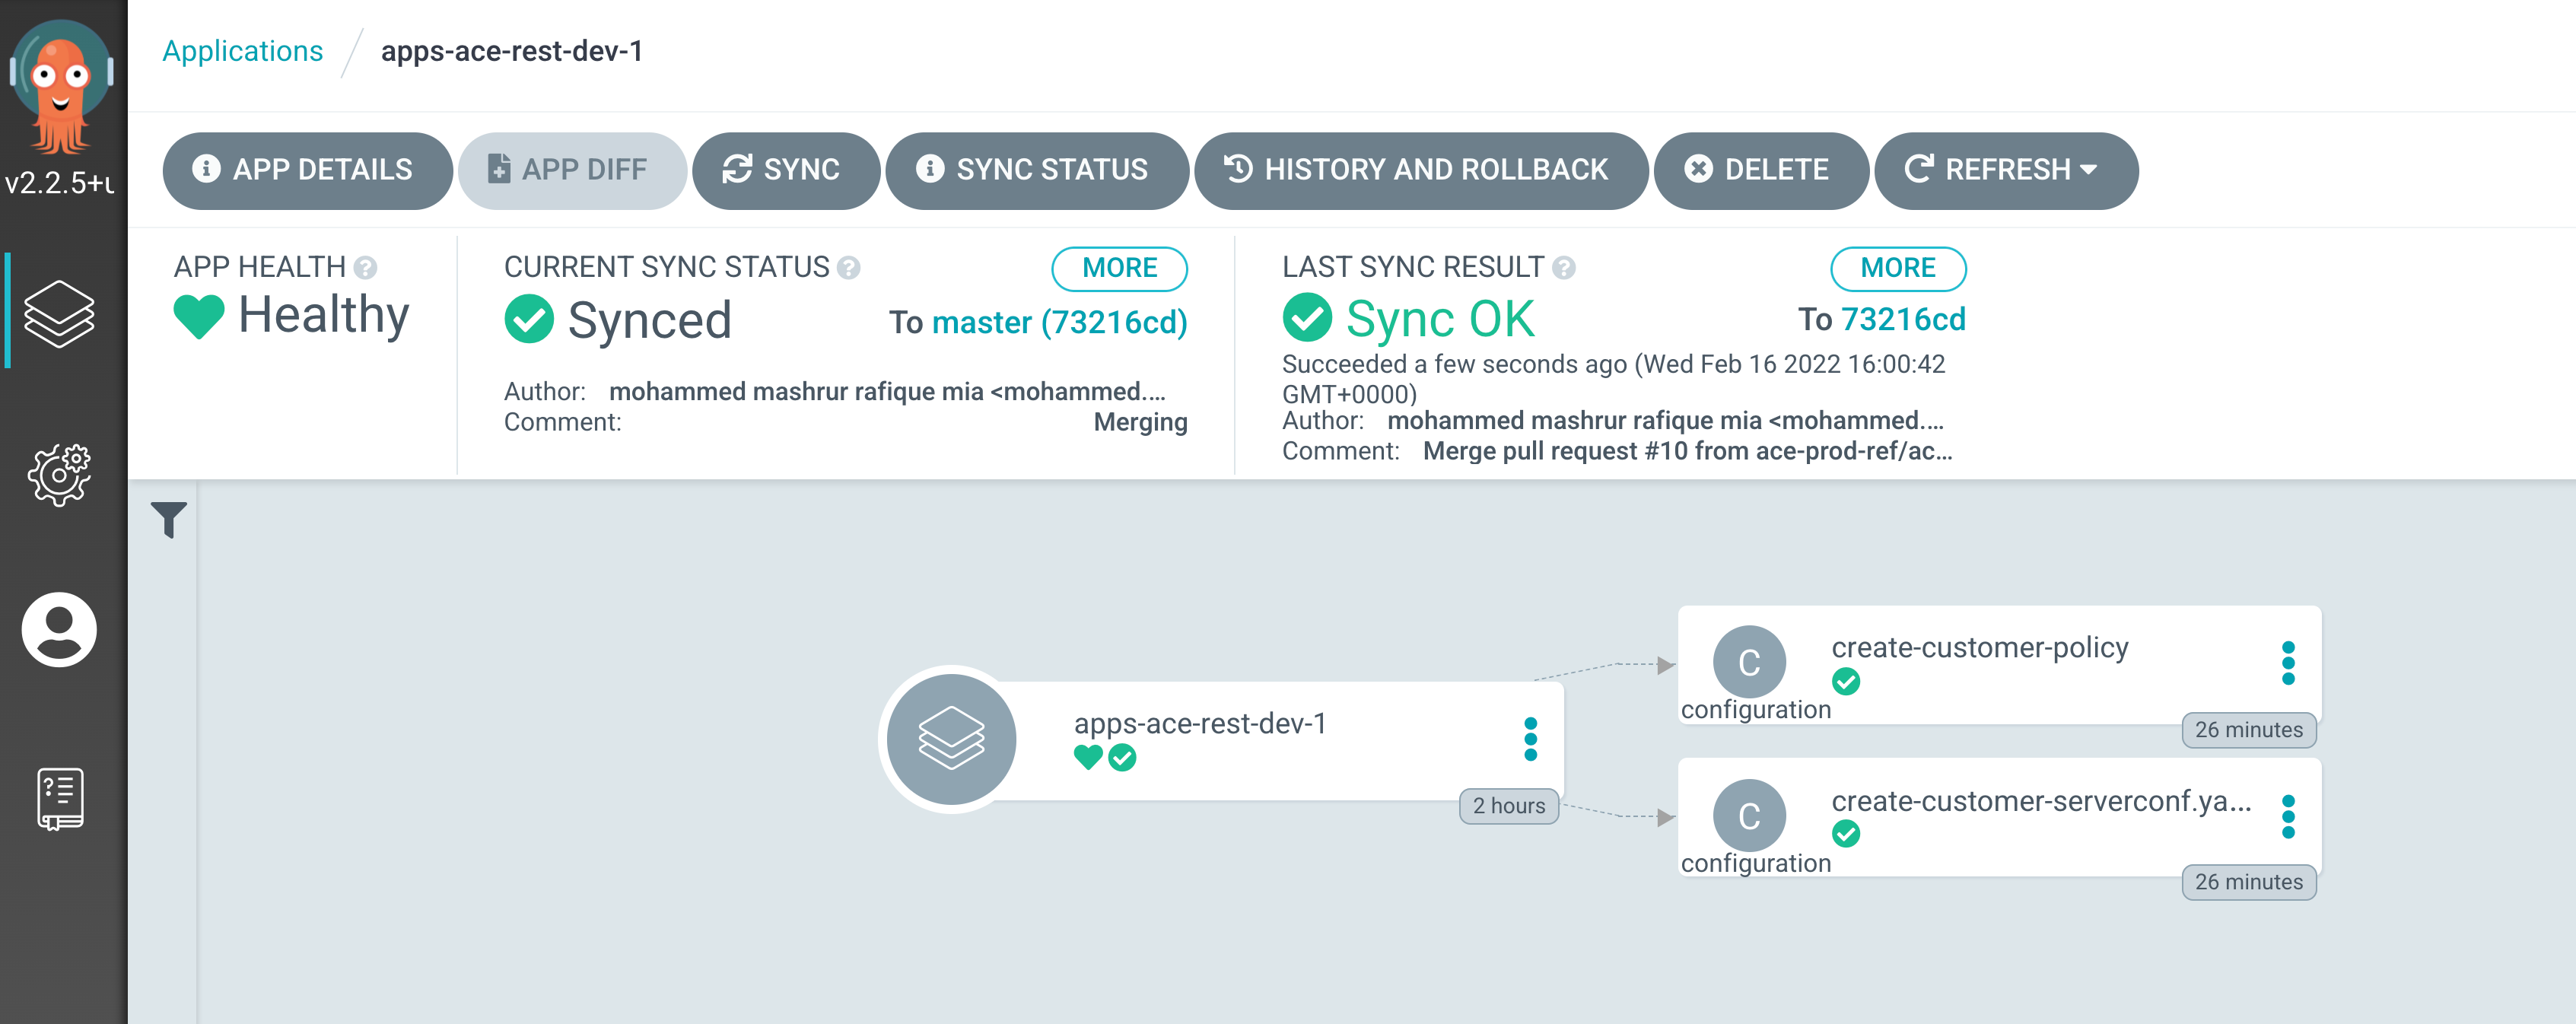 Applications / apps-ace-rest-dev-1
v2.2.5+u
APP DETAILS
APP DIFF
SYNC
SYNC STATUS
HISTORY AND ROLLBACK
DELETE
REFRESH
APP HEALTH ?
Healthy
CURRENT SYNC STATUS ?
MORE
Synced
To master (73216cd)
Author: mohammed mashrur rafique mia <mohammed....
Comment: Merging
LAST SYNC RESULT ?
MORE
Sync OK
To 73216cd
Succeeded a few seconds ago (Wed Feb 16 2022 16:00:42
GMT+0000)
Author: mohammed mashrur rafique mia <mohammed....
Comment: Merge pull request #10 from ace-prod-ref/ac...
apps-ace-rest-dev-1
2 hours
C
configuration
create-customer-policy
26 minutes
C
configuration
create-customer-serverconf.ya...
26 minutes